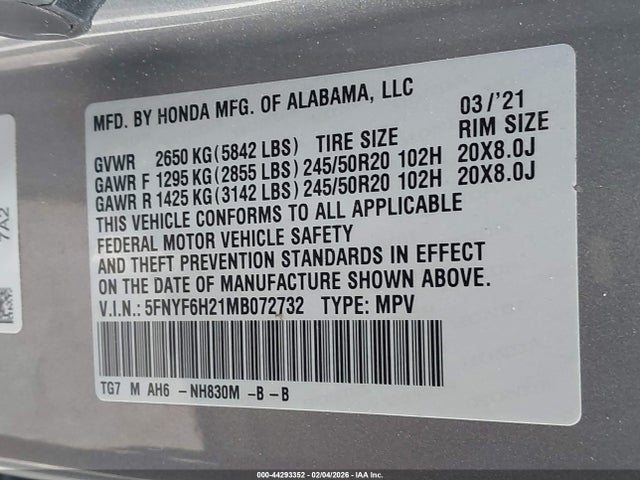 MFD. BY HONDA MFG. OF ALABAMA, LLC 03/'21
GVWR 2650 KG(5842 LBS) TIRE SIZE RIM SIZE
GAWR F 1295 KG(2855 LBS) 245/50R20 102H 20X8.0J
GAWR R 1425 KG(3142 LBS) 245/50R20 102H 20X8.0J
THIS VEHICLE CONFORMS TO ALL APPLICABLE
FEDERAL MOTOR VEHICLE SAFETY
AND THEFT PREVENTION STANDARDS IN EFFECT
ON THE DATE OF MANUFACTURE SHOWN ABOVE.
V.I.N.: 5FNYF6H21MB072732 TYPE: MPV
TG7 M AH6 -NH830M -B-B
7A2
000-44293352 - 02/04/2026 - IAA Inc.